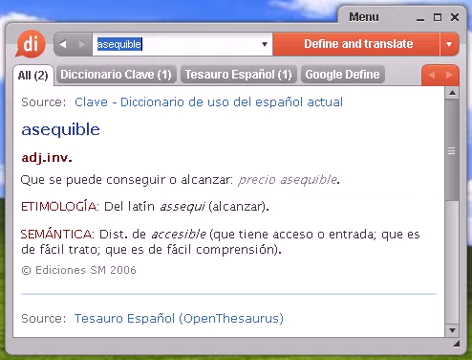 Menu
di
asequible
Define and translate
All (2)
Diccionario Clave (1)
Tesauro Español (1)
Google Define
Source: Clave - Diccionario de uso del español actual
asequible
adj.inv.
Que se puede conseguir o alcanzar: precio asequible.
ETIMOLOGÍA: Del latín assequi (alcanzar).
SEMÁNTICA: Dist. de accesible (que tiene acceso o entrada; que es
de fácil trato; que es de fácil comprensión).
© Ediciones SM 2006
Source: Tesauro Español (OpenThesaurus)